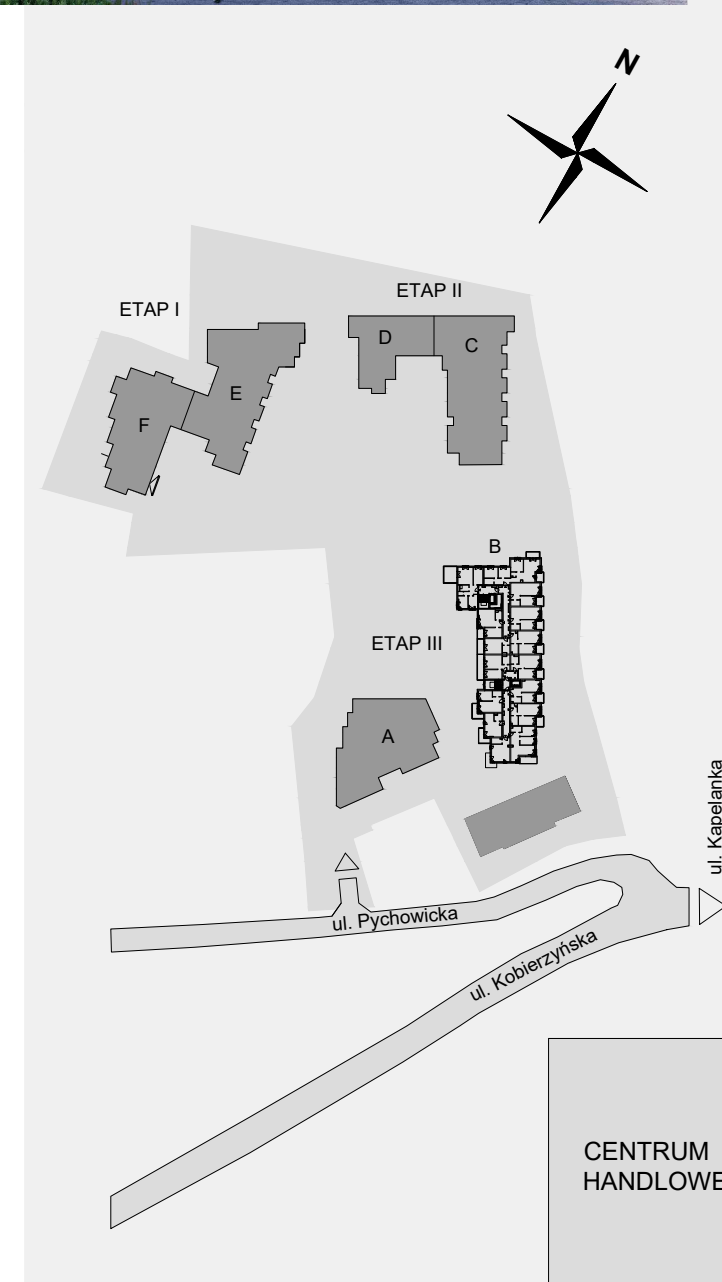 N
ETAP II
ETAP I
D
C
E
F
B
ETAP III
A
ul. Kapelanka
ul. Pychowicka
ul. Kobierzyńska
CENTRUM
HANDLOWE